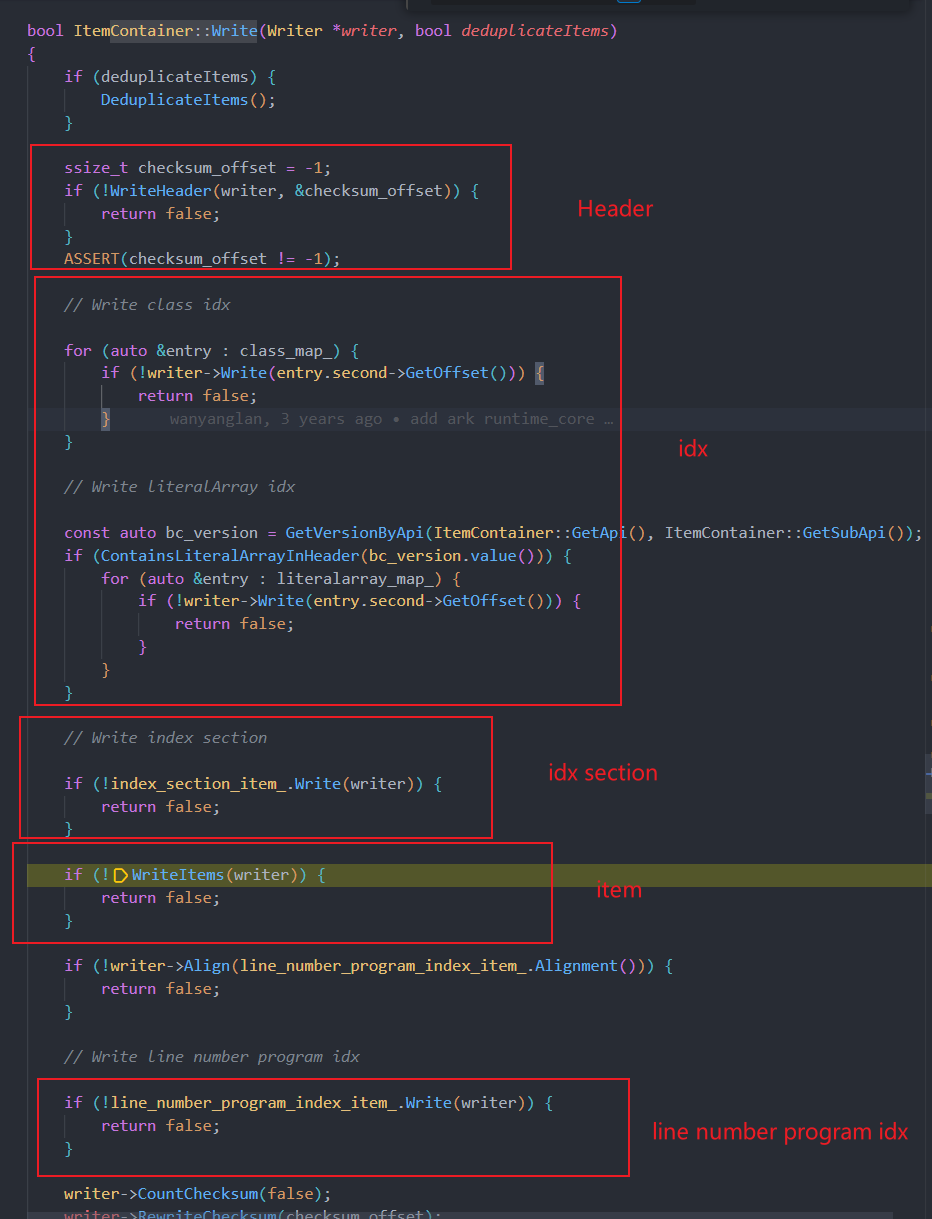 bool ItemContainer::Write(Writer *writer, bool deduplicateItems)
{
if (deduplicateItems) {
DeduplicateItems();
}
ssize_t checksum_offset = -1;
if (!WriteHeader(writer, &checksum_offset)) {
return false;
Header
}
ASSERT(checksum_offset != -1);
// Write class idx
for (auto &entry : class_map_) {
if (!writer->Write(entry.second->GetOffset())) {
return false;
} wanyanglan, 3 years ago • add ark runtime_core …
}
idx
// Write literalArray idx
const auto bc_version = GetVersionByApi(ItemContainer::GetApi(), ItemContainer::GetSubApi());
if (ContainsLiteralArrayInHeader(bc_version.value())) {
for (auto &entry : literalarray_map_) {
if (!writer->Write(entry.second->GetOffset())) {
return false;
}
}
}
// Write index section
idx section
if (!index_section_item_.Write(writer)) {
return false;
}
if (!WriteItems(writer)) {
item
return false;
}
if (!writer->Align(line_number_program_index_item_.Alignment())) {
return false;
}
// Write line number program idx
if (!line_number_program_index_item_.Write(writer)) {
return false;
line number program idx
}
writer->CountChecksum(false);
writer->RewriteChecksum(checksum_offset);